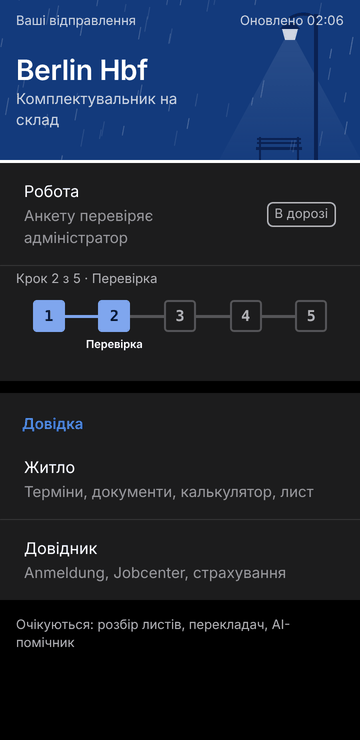 Ваші відправлення
Оновлено 02:06
Berlin Hbf
Комплектувальник на
склад
Робота
Анкету перевіряє
адміністратор
В дорозі
Крок 2 з 5 · Перевірка
1 2 3 4 5
Перевірка
Довідка
Житло
Терміни, документи, калькулятор, лист
Довідник
Anmeldung, Jobcenter, страхування
Очікуються: розбір листів, перекладач, AI-
помічник